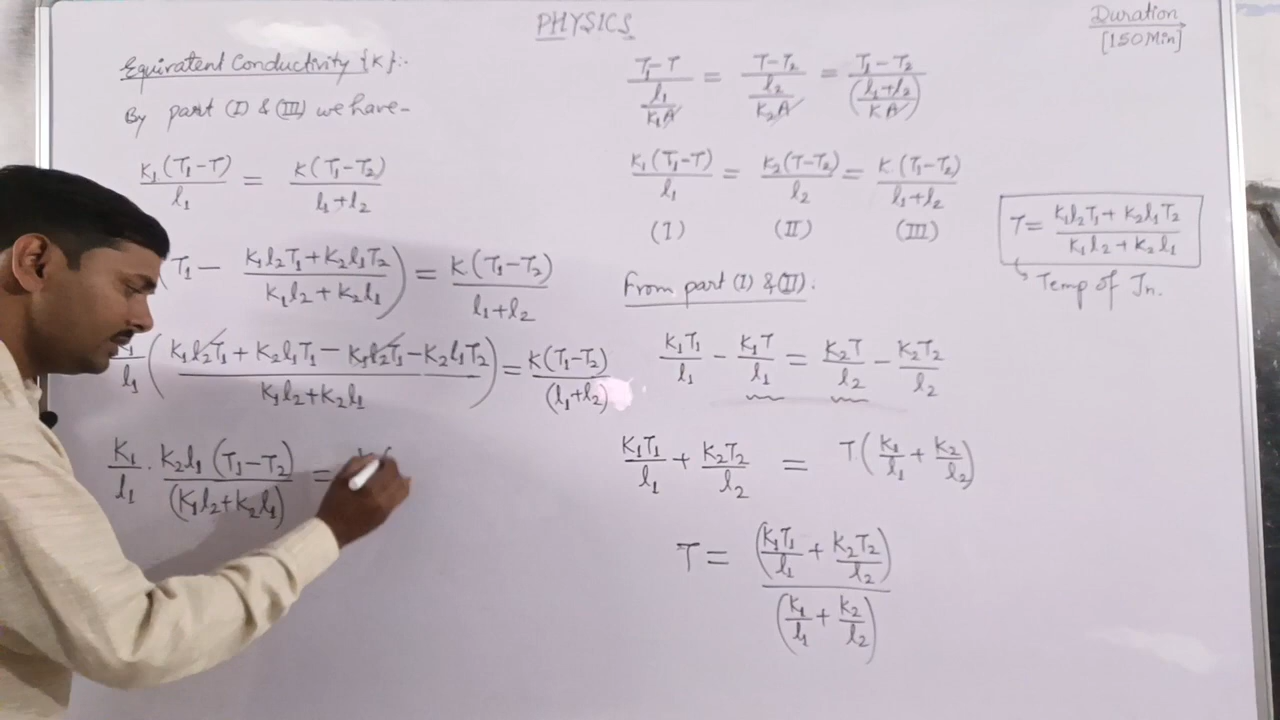 PHYSICS
Duration
[150 Min]
Equivatent Conductivity {K}:-
By part (I) & (III) we have-
K₁(T₁-T)/l₁ = K(T₁-T₂)/(l₁+l₂)
(T₁ - (K₁l₂T₁+K₂l₁T₂)/(K₁l₂+K₂l₁)) = K(T₁-T₂)/(l₁+l₂)
K₁/l₁ ((K₁l₂T₁+K₂l₁T₁-K₁l₂T₁-K₂l₁T₂)/(K₁l₂+K₂l₁)) = K(T₁-T₂)/(l₁+l₂)
K₁/l₁ . K₂l₁(T₁-T₂)/(K₁l₂+K₂l₁) =
(T₁-T)/(l₁/K₁A) = (T-T₂)/(l₂/K₂A) = (T₁-T₂)/((l₁+l₂)/KA)
K₁(T₁-T)/l₁ = K₂(T-T₂)/l₂ = K.(T₁-T₂)/(l₁+l₂)
(I) (II) (III)
From part (I) & (II):
K₁T₁/l₁ - K₁T/l₁ = K₂T/l₂ - K₂T₂/l₂
K₁T₁/l₁ + K₂T₂/l₂ = T.(K₁/l₁ + K₂/l₂)
T = (K₁T₁/l₁ + K₂T₂/l₂)/(K₁/l₁ + K₂/l₂)
T = (K₁l₂T₁ + K₂l₁T₂)/(K₁l₂ + K₂l₁)
Temp of Jn.